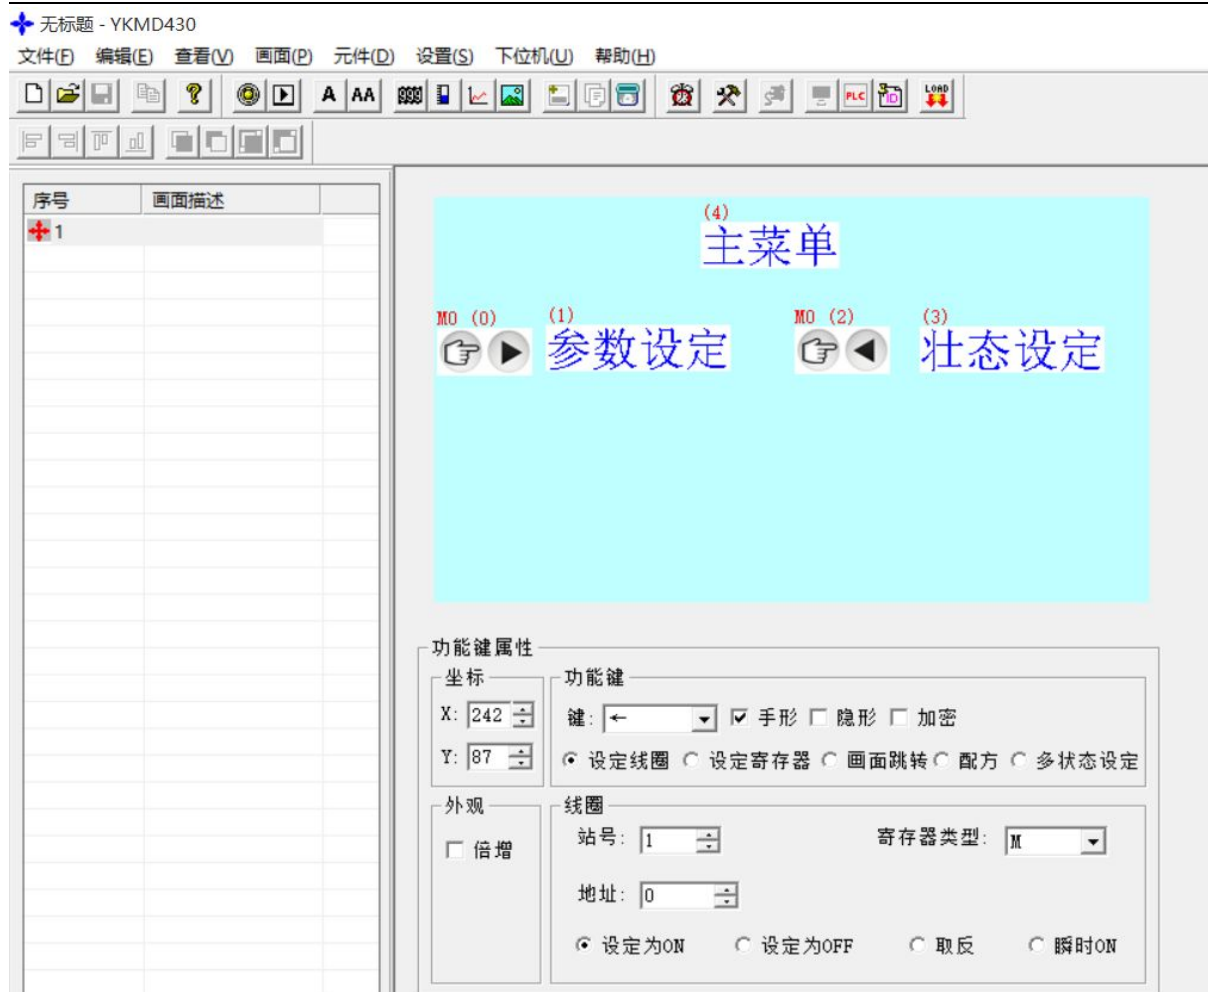 无标题 - YKMD430
文件(F) 编辑(E) 查看(V) 画面(P) 元件(D) 设置(S) 下位机(U) 帮助(H)
A AA PLC ID LOAD
序号 画面描述
1
(4)
主菜单
M0 (0) (1) M0 (2) (3)
参数设定 壮态设定
功能键属性
坐标 功能键
X: 242 键: ← 手形 隐形 加密
Y: 87 设定线圈 设定寄存器 画面跳转 配方 多状态设定
外观 线圈
倍增 站号: 1 寄存器类型: M
地址: 0
设定为ON 设定为OFF 取反 瞬时ON